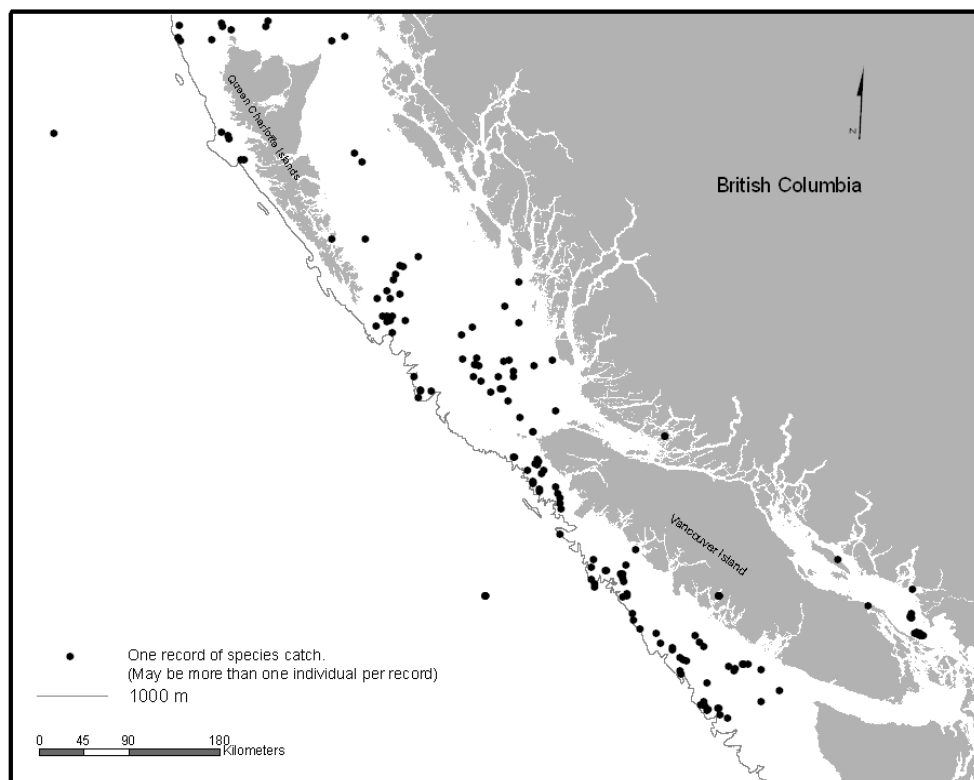 British Columbia
Queen Charlotte Islands
Vancouver Island
N
One record of species catch.
(May be more than one individual per record)
1000 m
0 45 90 180
Kilometers